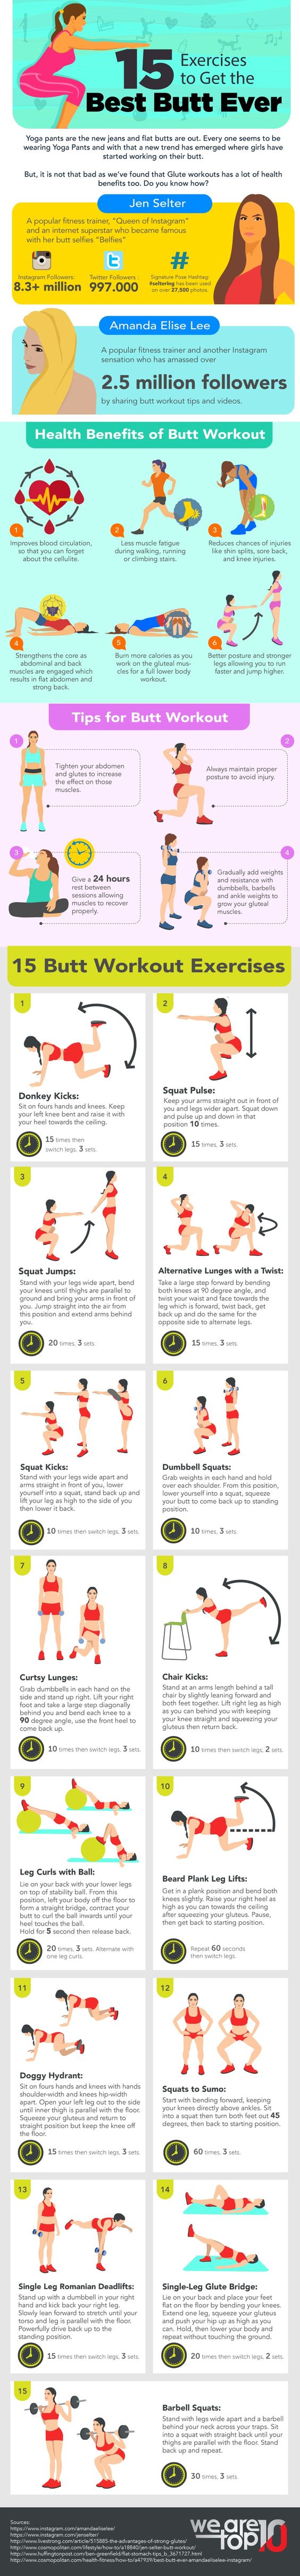 15
Exercises
to Get the
Best Butt Ever
Yoga pants are the new jeans and flat butts are out. Every one seems to be
wearing Yoga Pants and with that a new trend has emerged where girls have
started working on their butt.
But, it is not that bad as we've found that Glute workouts has a lot of health
benefits too. Do you know how?
Jen Selter
A popular fitness trainer, "Queen of Instagram"
and an internet superstar who became famous
with her butt selfies "Belfies"
Instagram Followers:
8.3+ million
Twitter Followers :
997.000
#
Signature Pose Hashtag:
#seltering has been used
on over 27,500 photos.
Amanda Elise Lee
A popular fitness trainer and another Instagram
sensation who has amassed over
2.5 million followers
by sharing butt workout tips and videos.
Health Benefits of Butt Workout
1
Improves blood circulation,
so that you can forget
about the cellulite.
2
Less muscle fatigue
during walking, running
or climbing stairs.
3
Reduces chances of injuries
like shin splits, sore back,
and knee injuries.
4
Strengthens the core as
abdominal and back
muscles are engaged which
results in flat abdomen and
strong back.
5
Burn more calories as you
work on the gluteal mus-
cles for a full lower body
workout.
6
Better posture and stronger
legs allowing you to run
faster and jump higher.
Tips for Butt Workout
1
Tighten your abdomen
and glutes to increase
the effect on those
muscles.
2
Always maintain proper
posture to avoid injury.
3
Give a 24 hours
rest between
sessions allowing
muscles to recover
properly.
4
Gradually add weights
and resistance with
dumbbells, barbells
and ankle weights to
grow your gluteal
muscles.
15 Butt Workout Exercises
1
Donkey Kicks:
Sit on fours hands and knees. Keep
your left knee bent and raise it with
your heel towards the ceiling.
15 times then
switch legs, 3 sets.
2
Squat Pulse:
Keep your arms straight out in front of
you and legs wider apart. Squat down
and pulse up and down in that
position 10 times.
15 times, 3 sets.
3
Squat Jumps:
Stand with your legs wide apart, bend
your knees until thighs are parallel to
ground and bring your arms in front of
you. Jump straight into the air from
this position and extend arms behind
you.
20 times, 3 sets.
4
Alternative Lunges with a Twist:
Take a large step forward by bending
both knees at 90 degree angle, and
twist your waist and face towards the
leg which is forward, twist back, get
back up and do the same for the
opposite side to alternate legs.
15 times, 3 sets.
5
Squat Kicks:
Stand with your legs wide apart and
arms straight in front of you, lower
yourself into a squat, stand back up and
lift your leg as high to the side of you
then lower it back.
10 times then switch legs, 3 sets.
6
Dumbbell Squats:
Grab weights in each hand and hold
over each shoulder. From this position,
lower yourself into a squat, squeeze
your butt to come back up to standing
position.
10 times, 3 sets.
7
Curtsy Lunges:
Grab dumbbells in each hand on the
side and stand up right. Lift your right
foot and take a large step diagonally
behind you and bend each knee to a
90 degree angle, use the front heel to
come back up.
10 times then switch legs, 3 sets.
8
Chair Kicks:
Stand at an arms length behind a tall
chair by slightly leaning forward and
both feet together. Lift right leg as high
as you can behind you with keeping
your knee straight and squeezing your
gluteus then return back.
10 times then switch legs, 2 sets.
9
Leg Curls with Ball:
Lie on your back with your lower legs
on top of stability ball. From this
position, left your body off the floor to
form a straight bridge, contract your
butt to curl the ball inwards until your
heel touches the ball.
Hold for 5 second then release back.
20 times, 3 sets. Alternate with
one leg curls.
10
Beard Plank Leg Lifts:
Get in a plank position and bend both
knees slightly. Raise your right heel as
high as you can towards the ceiling
after squeezing your gluteus. Pause,
then get back to starting position.
Repeat 60 seconds
then switch legs.
11
Doggy Hydrant:
Sit on fours hands and knees with hands
shoulder-width and knees hip-width
apart. Open your left leg out to the side
until inner thigh is parallel with the floor.
Squeeze your gluteus and return to
straight position but keep the knee off
the floor.
15 times then switch legs, 3 sets.
12
Squats to Sumo:
Start with bending forward, keeping
your knees directly above ankles. Sit
into a squat then turn both feet out 45
degrees, then back to starting position.
60 times, 3 sets.
13
Single Leg Romanian Deadlifts:
Stand up with a dumbbell in your right
hand and kick back your right leg.
Slowly lean forward to stretch until your
torso and leg is parallel with the floor.
Powerfully drive back up to the
standing position.
15 times then switch legs, 3 sets.
14
Single-Leg Glute Bridge:
Lie on your back and place your feet
flat on the floor by bending your knees.
Extend one leg, squeeze your gluteus
and push your hip up as high as you
can. Hold, then lower your body and
repeat without touching the ground.
20 times then switch legs, 2 sets.
15
Barbell Squats:
Stand with legs wide apart and a barbell
behind your neck across your traps. Sit
into a squat with straight back until your
thighs are parallel with the floor. Stand
back up and repeat.
30 times, 3 sets.
Sources:
https://www.instagram.com/amandaeliselee/
https://www.instagram.com/jenselter/
http://www.livestrong.com/article/515885-the-advantages-of-strong-glutes/
http://www.cosmopolitan.com/lifestyle/how-to/a18840/jen-selter-butt-workout/
http://www.huffingtonpost.com/ben-greenfield/flat-stomach-tips_b_3671727.html
http://www.cosmopolitan.com/health-fitness/how-to/a47939/best-butt-ever-amandaeliselee-instagram/
we are
top10